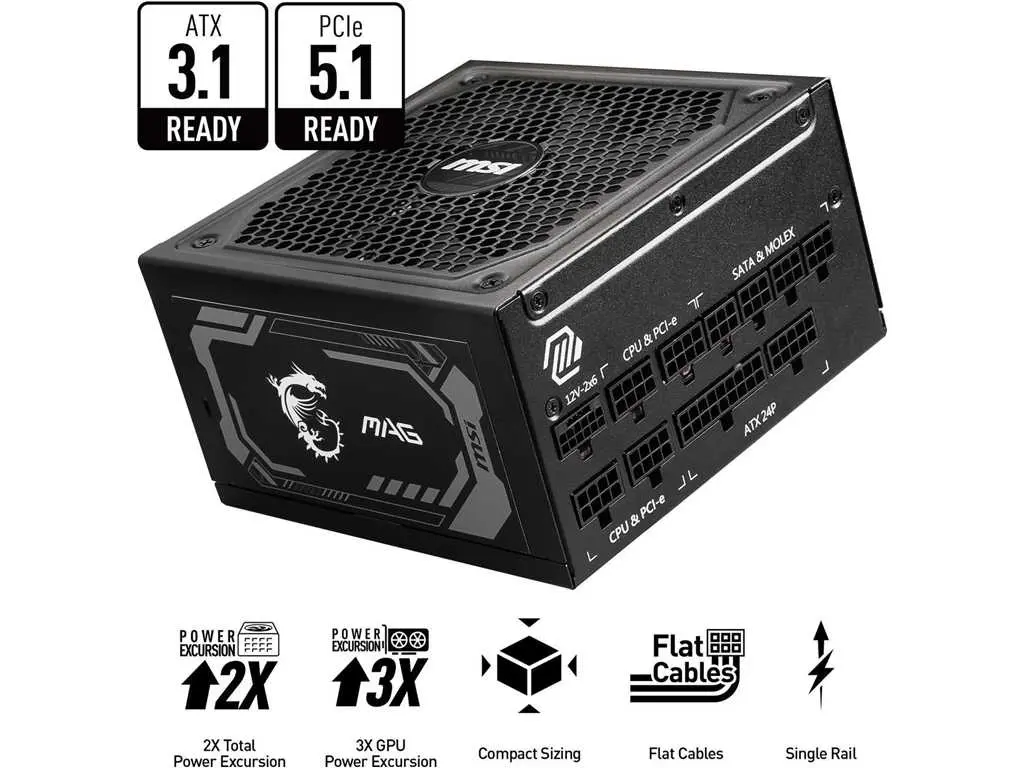 ATX
3.1
READY
PCIe
5.1
READY
msi
SATA & MOLEX
CPU & PCI-e
12V-2x6
ATX 24P
CPU & PCI-e
MAG
msi
POWER
EXCURSION
2X
2X Total
Power Excursion
POWER
EXCURSION
3X
3X GPU
Power Excursion
Compact Sizing
Flat
Cables
Flat Cables
Single Rail